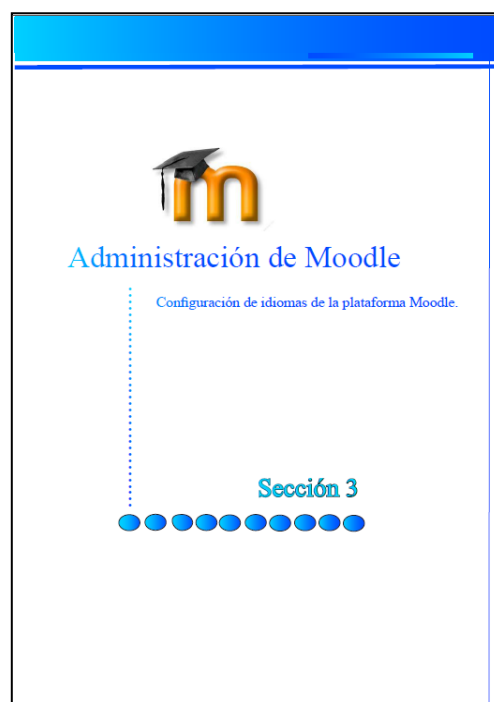 m
Administración de Moodle
Configuración de idiomas de la plataforma Moodle.
Sección 3